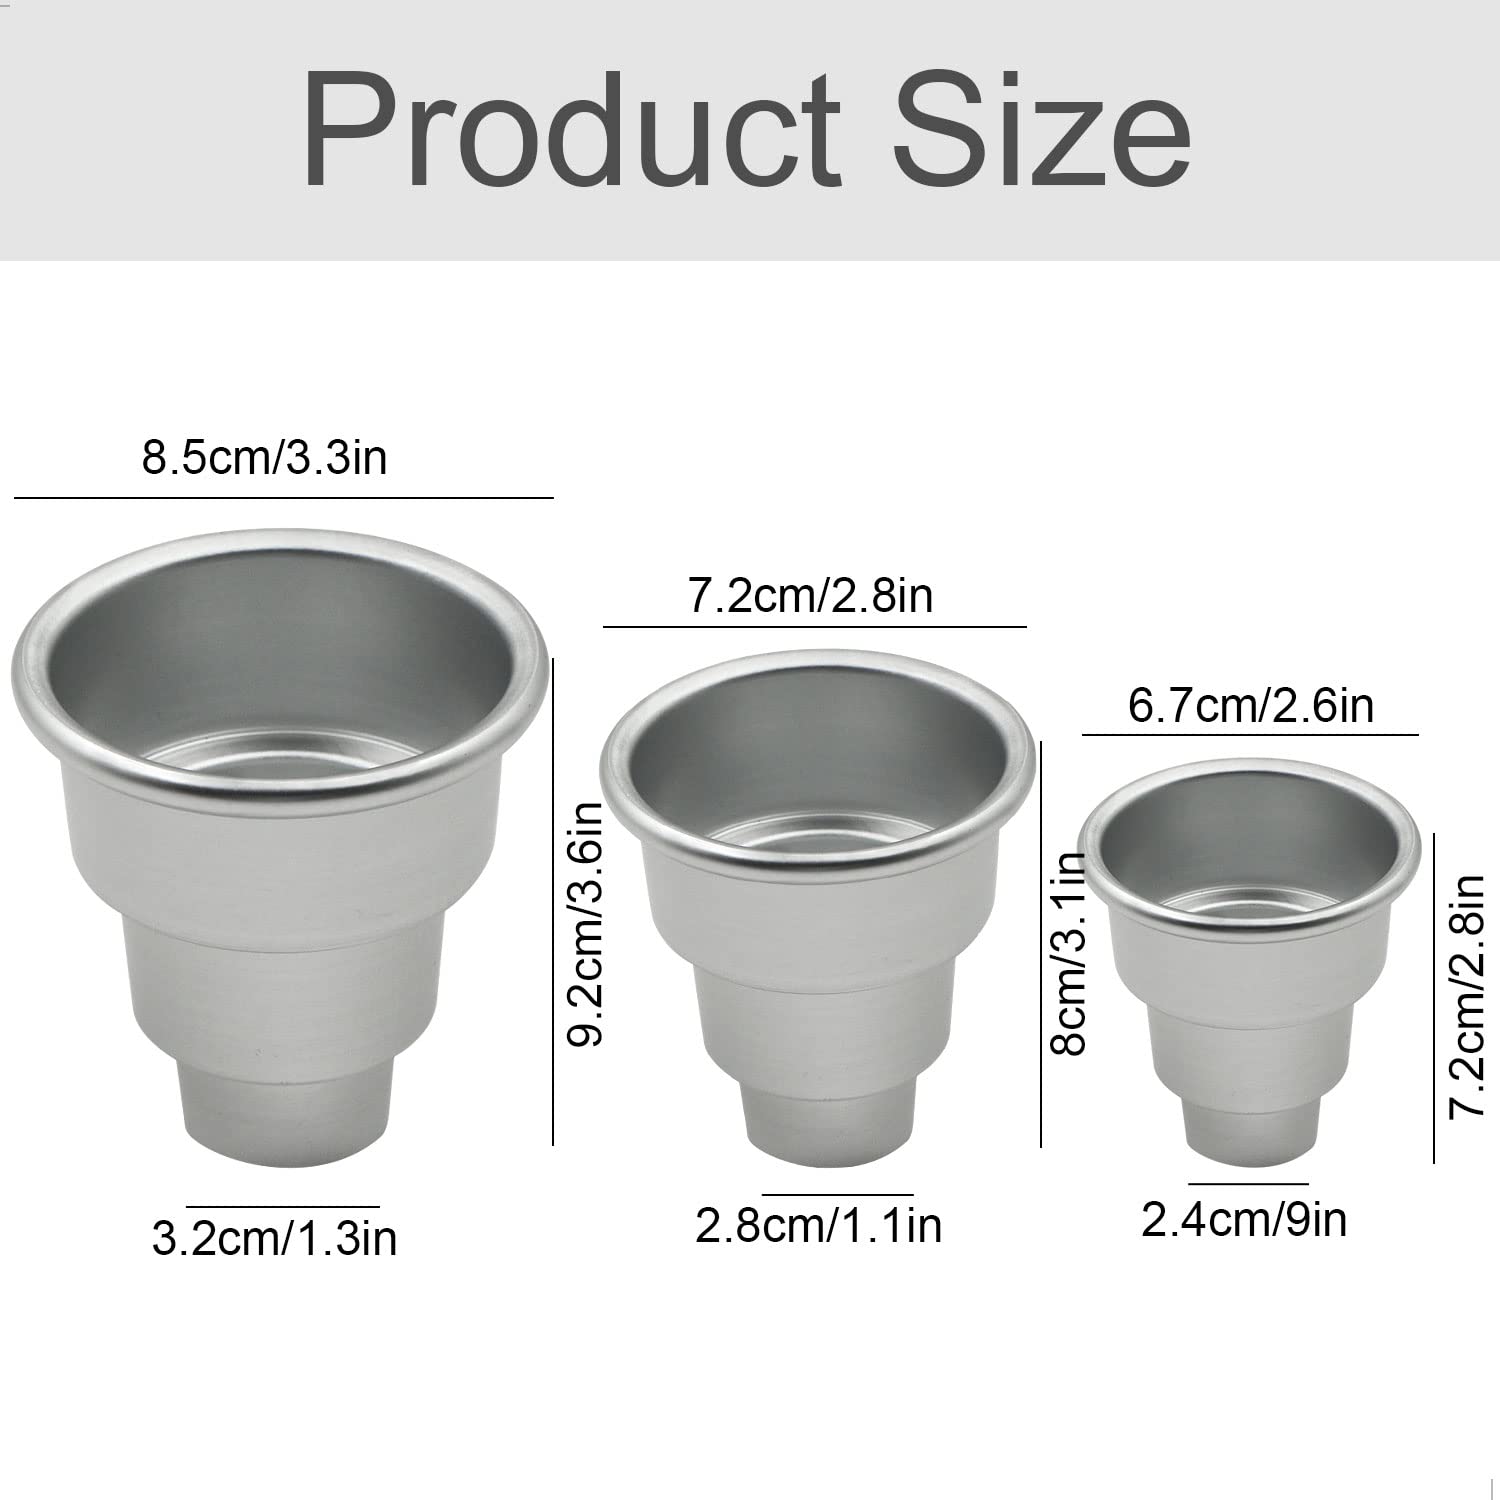 Product Size
8.5cm/3.3in
7.2cm/2.8in
6.7cm/2.6in
9.2cm/3.6in
8cm/3.1in
7.2cm/2.8in
3.2cm/1.3in
2.8cm/1.1in
2.4cm/9in